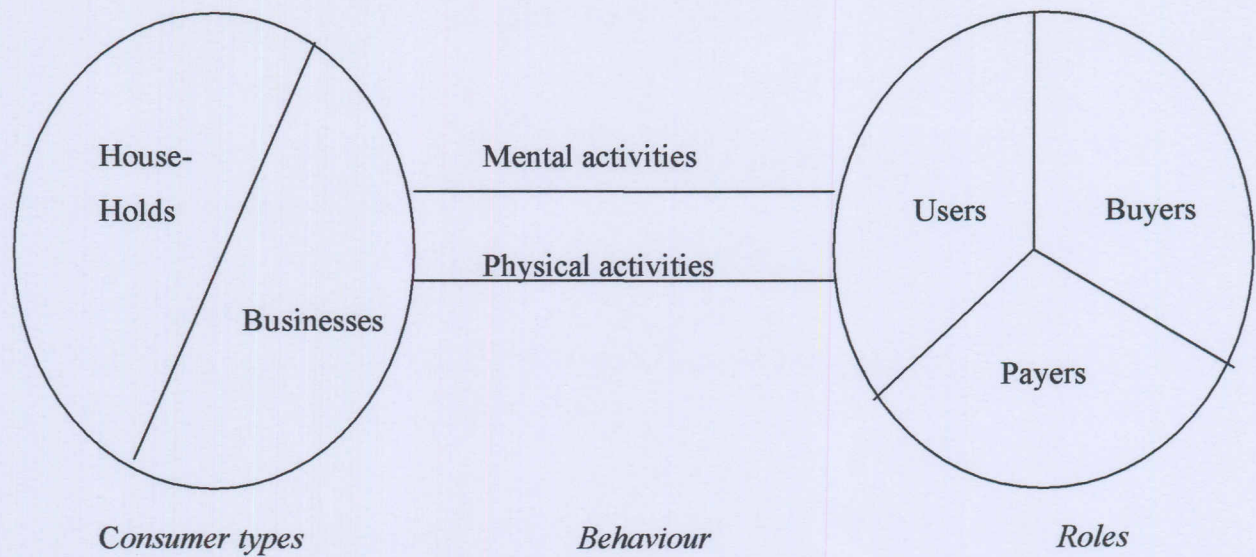 House-
Holds
Businesses
Mental activities
Physical activities
Users
Buyers
Payers
Consumer types
Behaviour
Roles